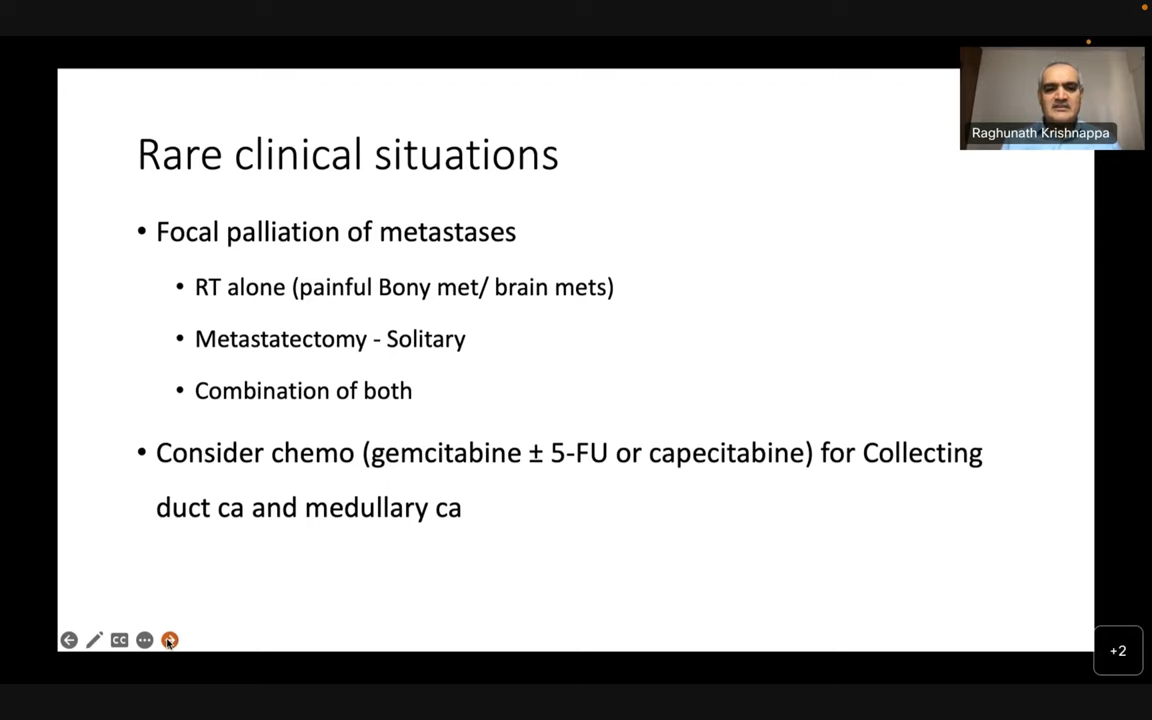 Raghunath Krishnappa
Rare clinical situations
• Focal palliation of metastases
• RT alone (painful Bony met/ brain mets)
• Metastatectomy - Solitary
• Combination of both
• Consider chemo (gemcitabine ± 5-FU or capecitabine) for Collecting
duct ca and medullary ca
CC
+2